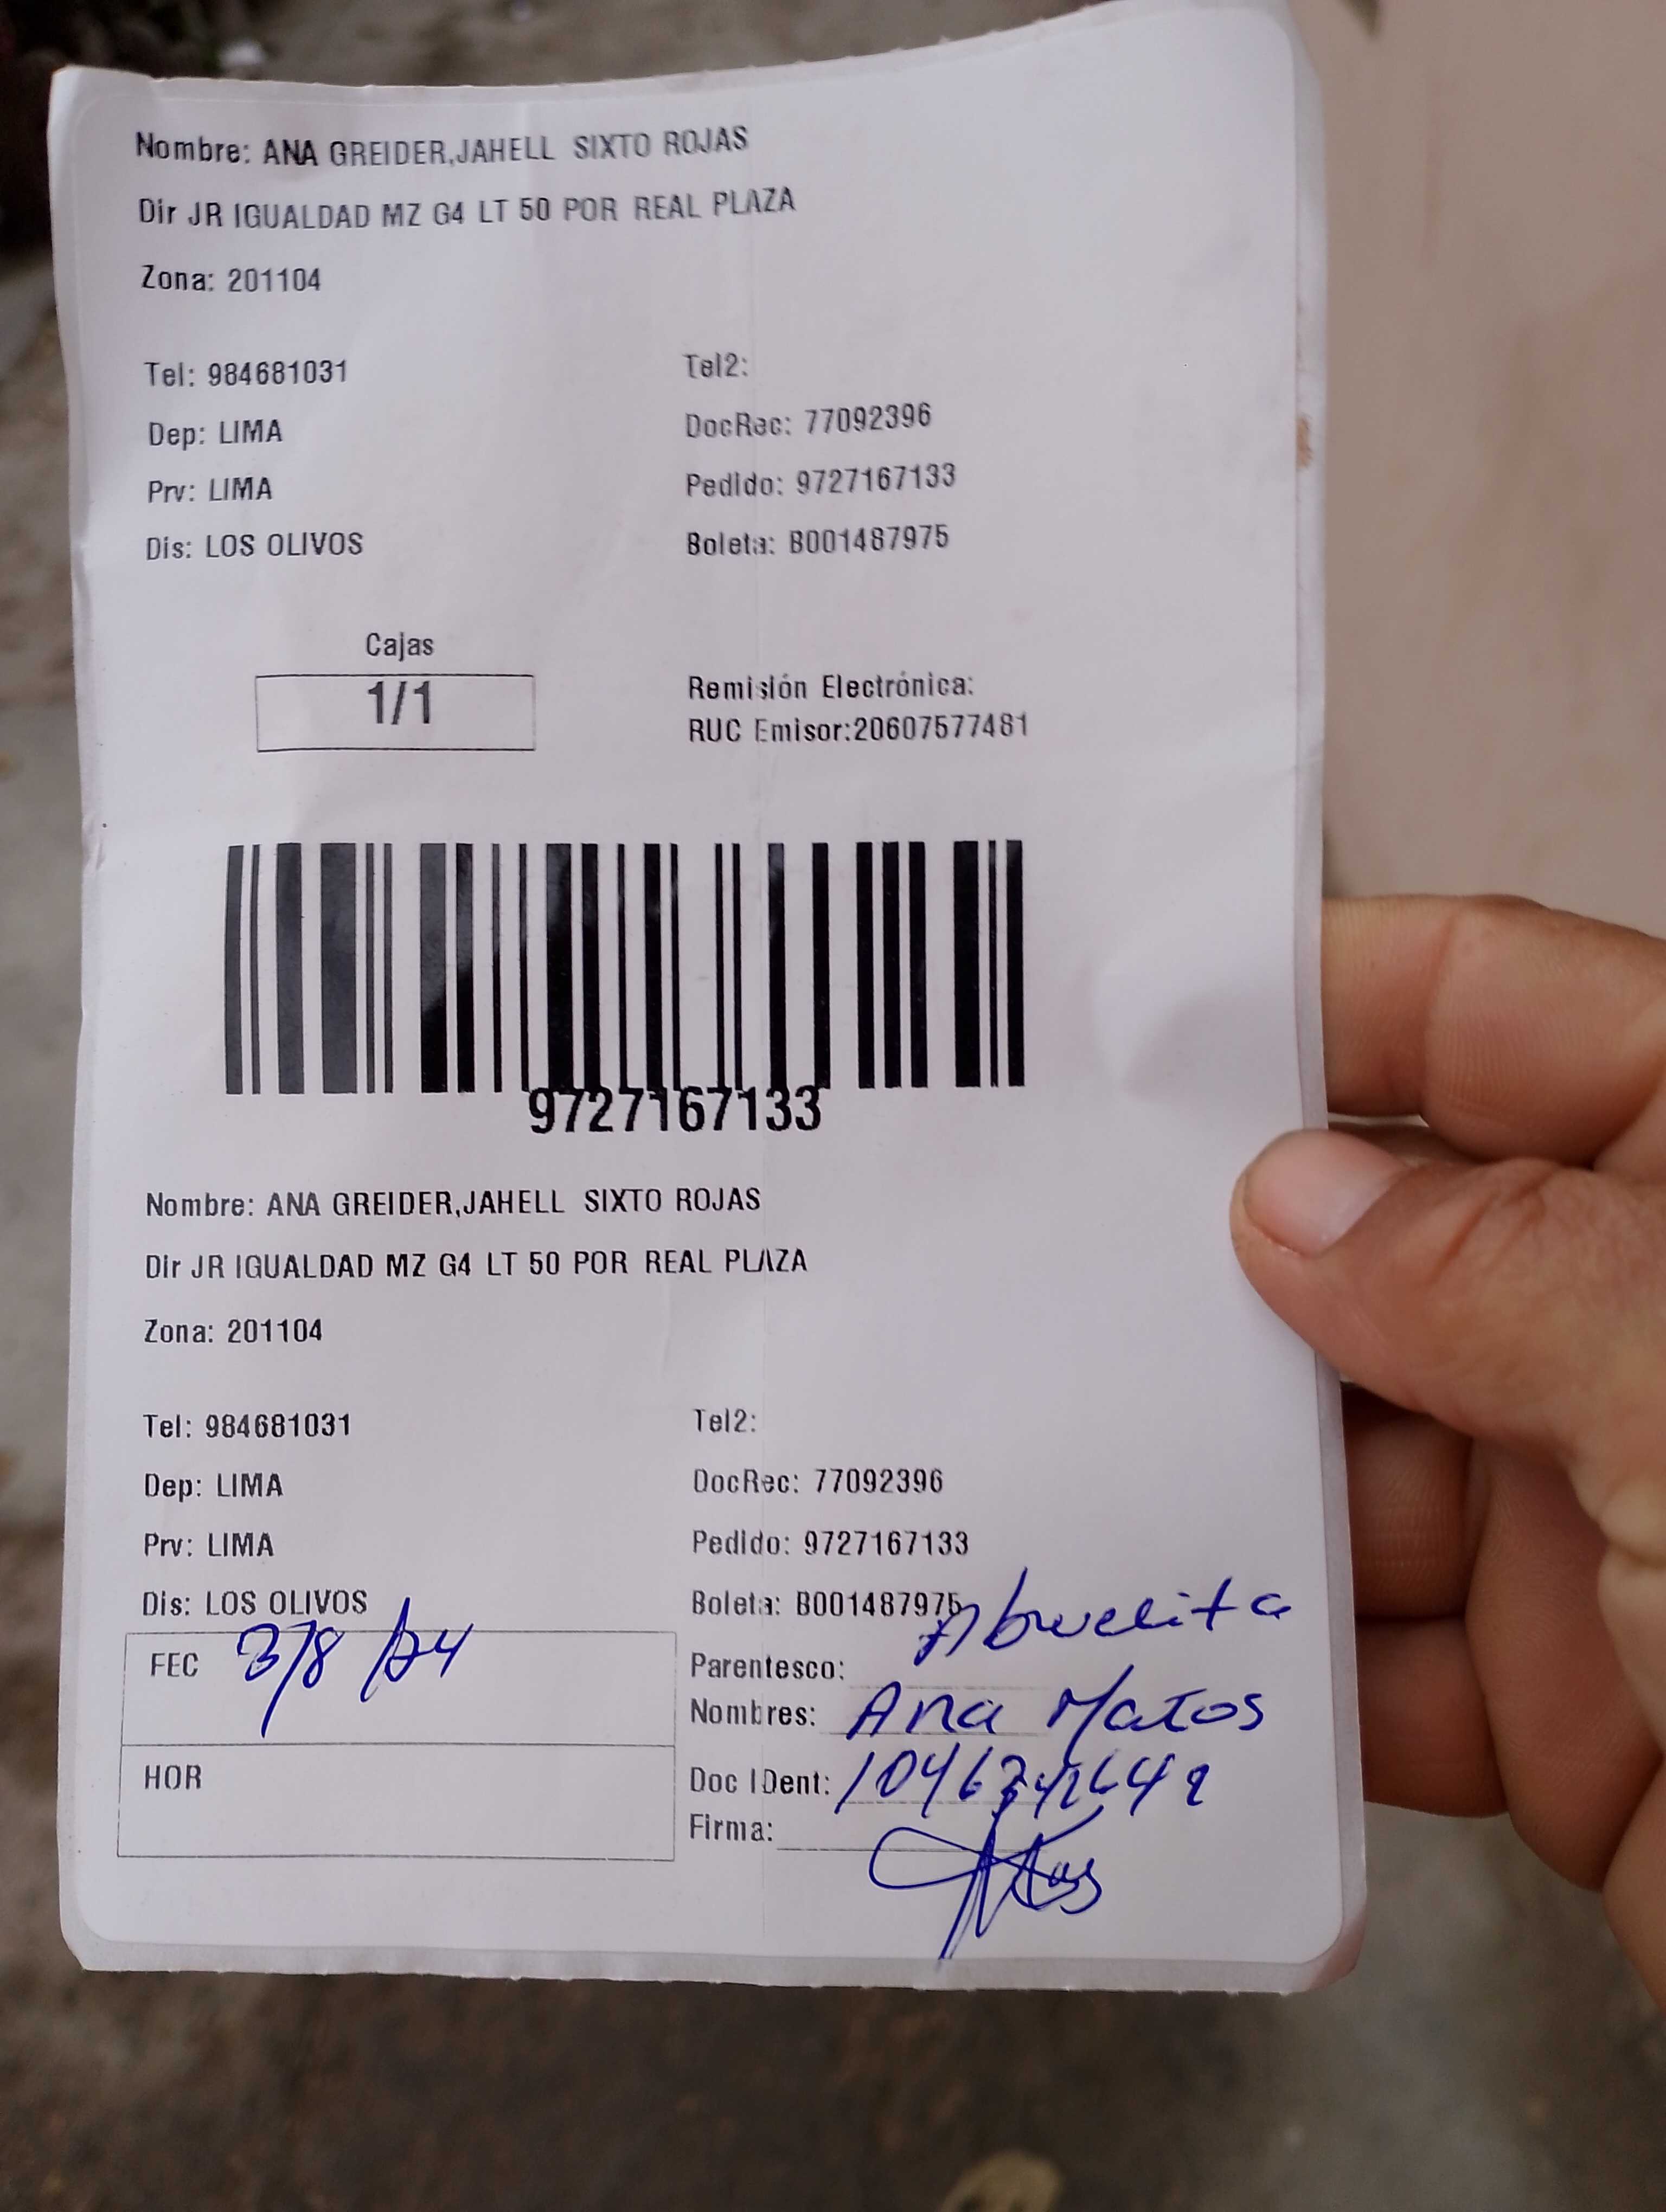 Nombre: ANA GREIDER,JAHELL SIXTO ROJAS
Dir JR IGUALDAD MZ G4 LT 50 POR REAL PLAZA
Zona: 201104
Tel: 984681031 Tel2:
Dep: LIMA DocRec: 77092396
Prv: LIMA Pedido: 9727167133
Dis: LOS OLIVOS Boleta: B001487975
Cajas
1/1
Remisión Electrónica:
RUC Emisor:20607577481
9727167133
Nombre: ANA GREIDER,JAHELL SIXTO ROJAS
Dir JR IGUALDAD MZ G4 LT 50 POR REAL PLAZA
Zona: 201104
Tel: 984681031 Tel2:
Dep: LIMA DocRec: 77092396
Prv: LIMA Pedido: 9727167133
Dis: LOS OLIVOS Boleta: B001487975
FEC 3/8/24
Parentesco: Abuelita
Nombres: Ana Matos
HOR
Doc IDent:
Firma: